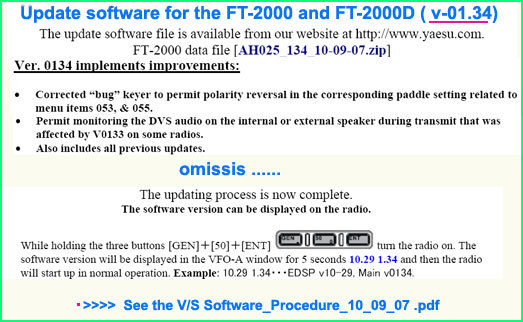 Update software for the FT-2000 and FT-2000D ( v-01.34)
The update software file is available from our website at http://www.yaesu.com.
FT-2000 data file [AH025_134_10-09-07.zip]
Ver. 0134 implements improvements:
• Corrected “bug” keyer to permit polarity reversal in the corresponding paddle setting related to
menu items 053, & 055.
• Permit monitoring the DVS audio on the internal or external speaker during transmit that was
affected by V0133 on some radios.
• Also includes all previous updates.
omissis ......
The updating process is now complete.
The software version can be displayed on the radio.
While holding the three buttons [GEN]+[50]+[ENT] GEN 50 ENT turn the radio on. The
software version will be displayed in the VFO-A window for 5 seconds 10.29 1.34 and then the radio
will start up in normal operation. Example: 10.29 1.34･･･EDSP v10-29, Main v0134.
>>>> See the V/S Software_Procedure_10_09_07 .pdf